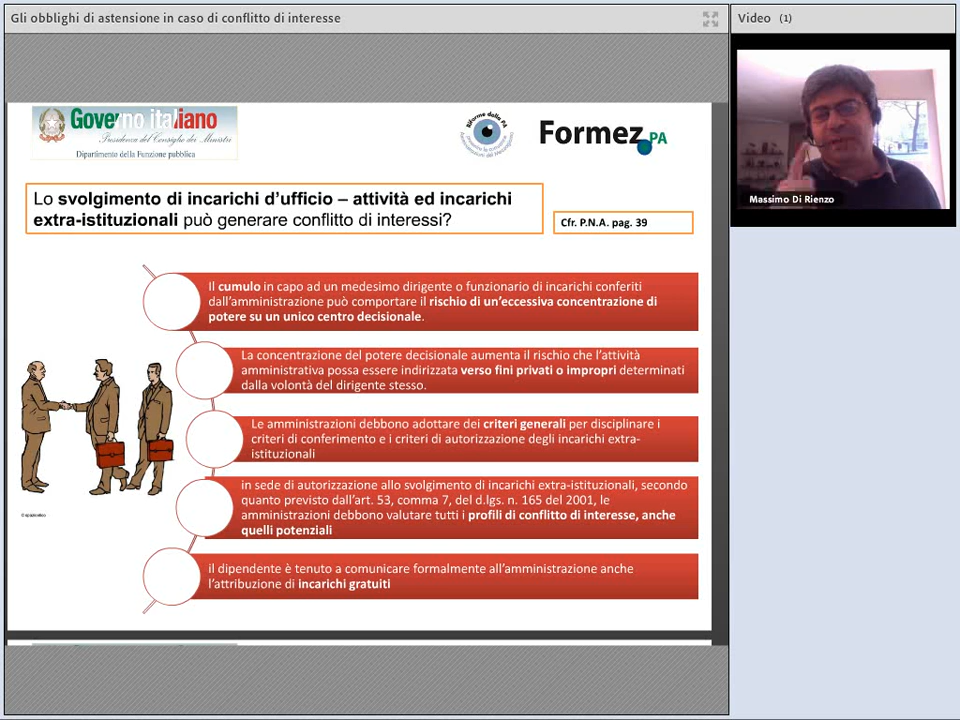 Gli obblighi di astensione in caso di conflitto di interesse
Video (1)
Governo italiano
Presidenza del Consiglio dei Ministri
Dipartimento della Funzione pubblica
Riforme della PA
Formez PA
Massimo Di Rienzo
Lo svolgimento di incarichi d'ufficio – attività ed incarichi
extra-istituzionali può generare conflitto di interessi?
Cfr. P.N.A. pag. 39
Il cumulo in capo ad un medesimo dirigente o funzionario di incarichi conferiti
dall'amministrazione può comportare il rischio di un'eccessiva concentrazione di
potere su un unico centro decisionale.
La concentrazione del potere decisionale aumenta il rischio che l'attività
amministrativa possa essere indirizzata verso fini privati o impropri determinati
dalla volontà del dirigente stesso.
Le amministrazioni debbono adottare dei criteri generali per disciplinare i
criteri di conferimento e i criteri di autorizzazione degli incarichi extra-
istituzionali
in sede di autorizzazione allo svolgimento di incarichi extra-istituzionali, secondo
quanto previsto dall'art. 53, comma 7, del d.lgs. n. 165 del 2001, le
amministrazioni debbono valutare tutti i profili di conflitto di interesse, anche
quelli potenziali
il dipendente è tenuto a comunicare formalmente all'amministrazione anche
l'attribuzione di incarichi gratuiti